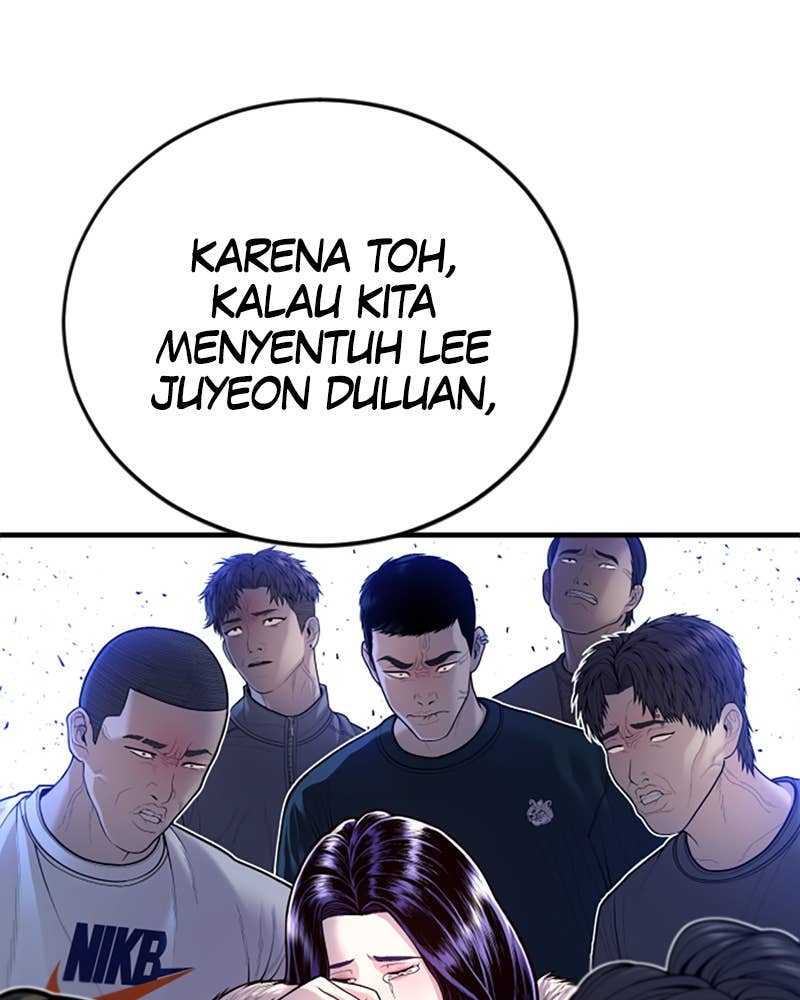 KARENA TOH,
KALAU KITA
MENYENTUH LEE
JUYEON DULUAN,
NIKB